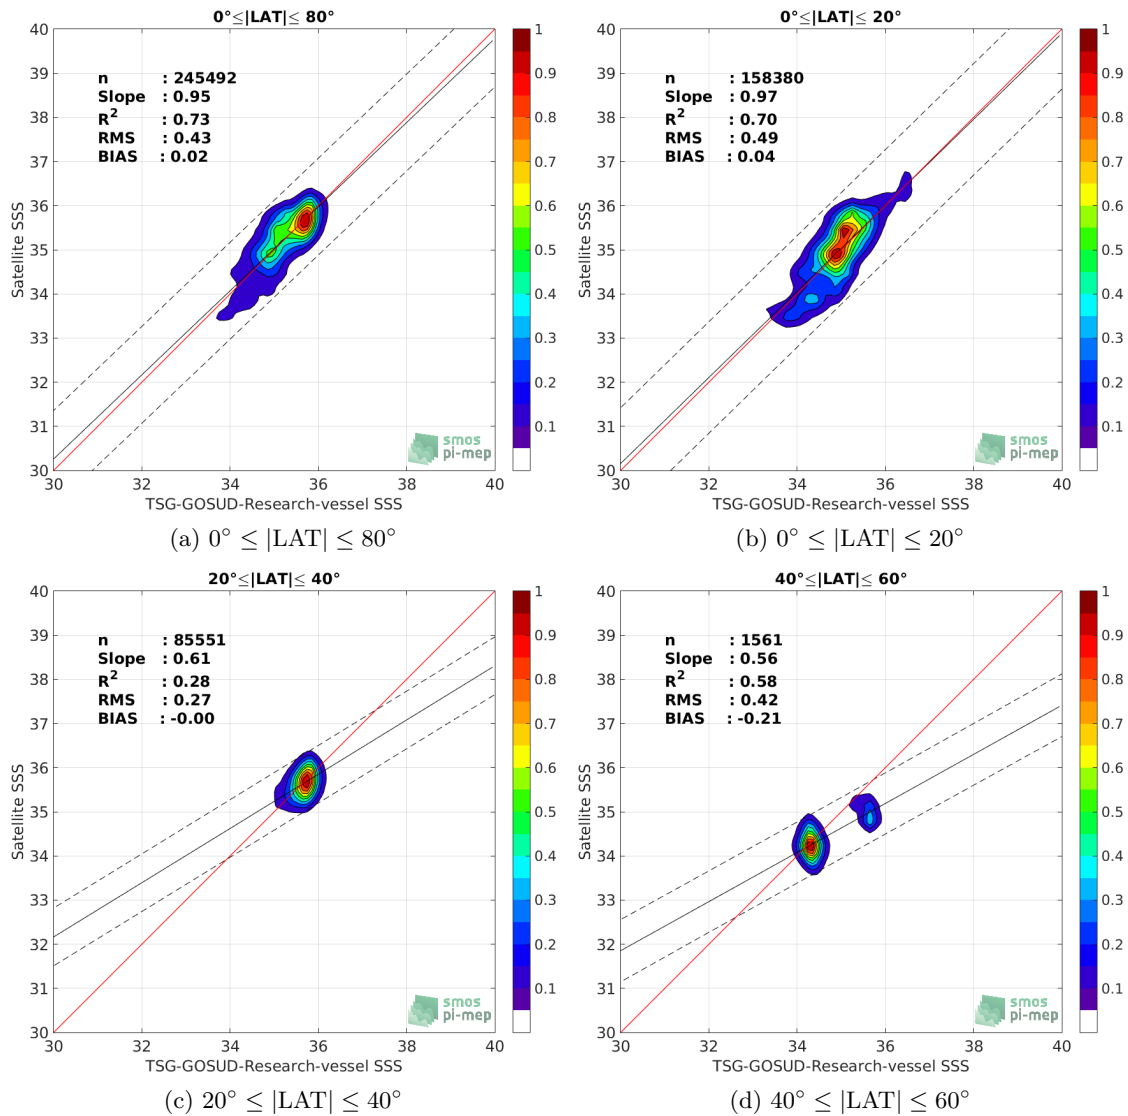 0°≤|LAT|≤ 80°
40
39
38
37
36
35
34
33
32
31
30
Satellite SSS
n : 245492
Slope : 0.95
R² : 0.73
RMS : 0.43
BIAS : 0.02
1
0.9
0.8
0.7
0.6
0.5
0.4
0.3
0.2
0.1
smos
pi-mep
30 32 34 36 38 40
TSG-GOSUD-Research-vessel SSS
(a) 0° ≤ |LAT| ≤ 80°
0°≤|LAT|≤ 20°
40
39
38
37
36
35
34
33
32
31
30
Satellite SSS
n : 158380
Slope : 0.97
R² : 0.70
RMS : 0.49
BIAS : 0.04
1
0.9
0.8
0.7
0.6
0.5
0.4
0.3
0.2
0.1
smos
pi-mep
30 32 34 36 38 40
TSG-GOSUD-Research-vessel SSS
(b) 0° ≤ |LAT| ≤ 20°
20°≤|LAT|≤ 40°
40
39
38
37
36
35
34
33
32
31
30
Satellite SSS
n : 85551
Slope : 0.61
R² : 0.28
RMS : 0.27
BIAS : -0.00
1
0.9
0.8
0.7
0.6
0.5
0.4
0.3
0.2
0.1
smos
pi-mep
30 32 34 36 38 40
TSG-GOSUD-Research-vessel SSS
(c) 20° ≤ |LAT| ≤ 40°
40°≤|LAT|≤ 60°
40
39
38
37
36
35
34
33
32
31
30
Satellite SSS
n : 1561
Slope : 0.56
R² : 0.58
RMS : 0.42
BIAS : -0.21
1
0.9
0.8
0.7
0.6
0.5
0.4
0.3
0.2
0.1
smos
pi-mep
30 32 34 36 38 40
TSG-GOSUD-Research-vessel SSS
(d) 40° ≤ |LAT| ≤ 60°